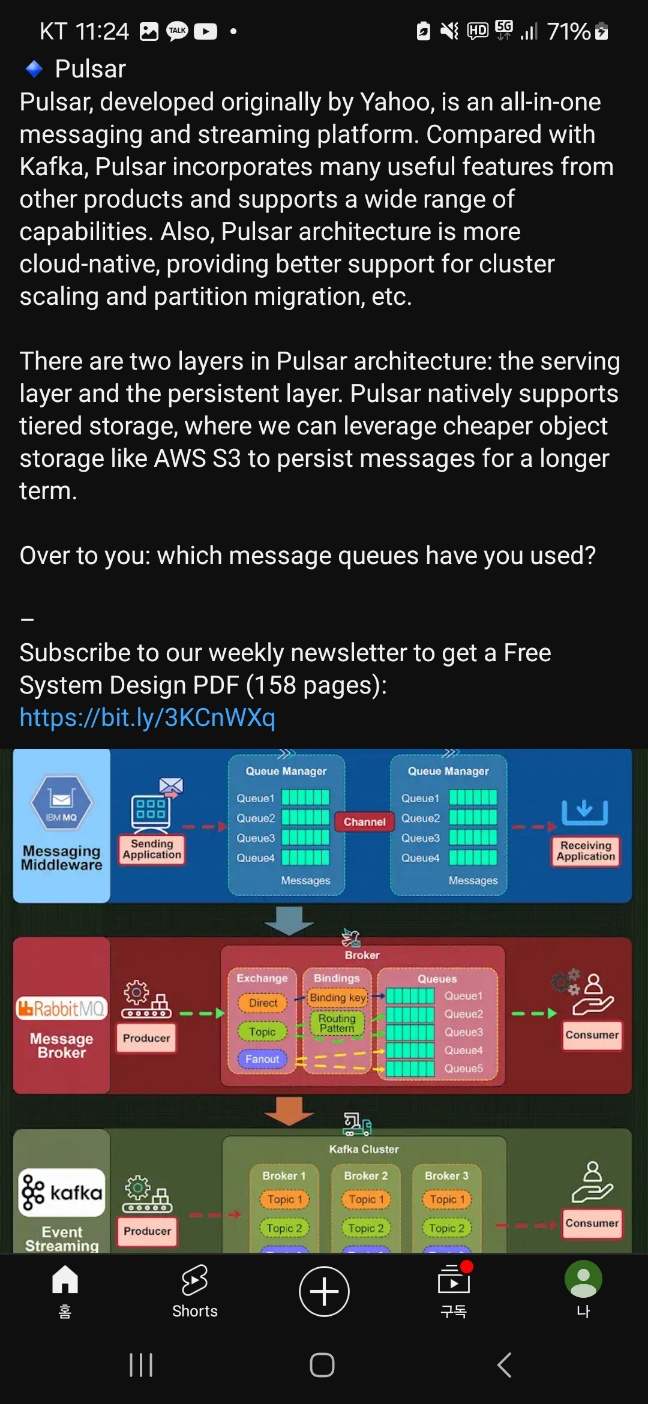 KT 11:24 TALK HD 5G 71%
Pulsar
Pulsar, developed originally by Yahoo, is an all-in-one
messaging and streaming platform. Compared with
Kafka, Pulsar incorporates many useful features from
other products and supports a wide range of
capabilities. Also, Pulsar architecture is more
cloud-native, providing better support for cluster
scaling and partition migration, etc.
There are two layers in Pulsar architecture: the serving
layer and the persistent layer. Pulsar natively supports
tiered storage, where we can leverage cheaper object
storage like AWS S3 to persist messages for a longer
term.
Over to you: which message queues have you used?
–
Subscribe to our weekly newsletter to get a Free
System Design PDF (158 pages):
https://bit.ly/3KCnWXq
IBM MQ
Messaging
Middleware
Sending
Application
Queue Manager
Queue1
Queue2
Queue3
Queue4
Messages
Channel
Queue Manager
Queue1
Queue2
Queue3
Queue4
Messages
Receiving
Application
RabbitMQ
Message
Broker
Producer
Broker
Exchange
Direct
Topic
Fanout
Bindings
Binding key
Routing
Pattern
Queues
Queue1
Queue2
Queue3
Queue4
Queue5
Consumer
kafka
Event
Streaming
Producer
Kafka Cluster
Broker 1
Topic 1
Topic 2
Broker 2
Topic 1
Topic 2
Broker 3
Topic 1
Topic 2
Consumer
홈
Shorts
구독
나